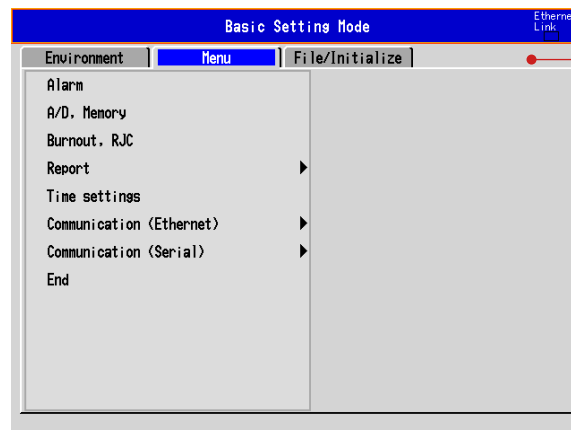 Basic Setting Mode
Etherne
Link
Environment Menu File/Initialize
Alarm
A/D, Memory
Burnout, RJC
Report
Time settings
Communication (Ethernet)
Communication (Serial)
End